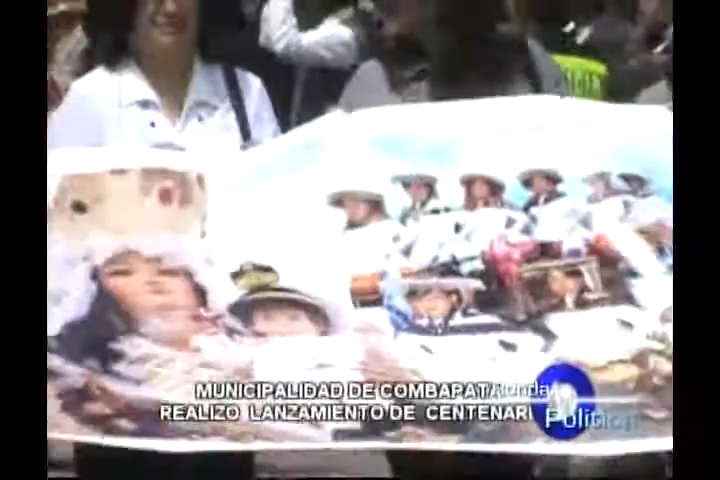 MUNICIPALIDAD DE COMBAPATA
REALIZO LANZAMIENTO DE CENTENARI